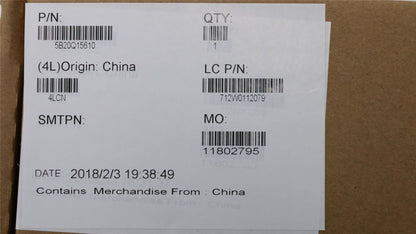 P/N: QTY:
5B20Q15610 1
(4L)Origin: China LC P/N:
4LCN 712W0112079
SMTPN: MO:
11802795
DATE 2018/2/3 19:38:49
Contains Merchandise From : China